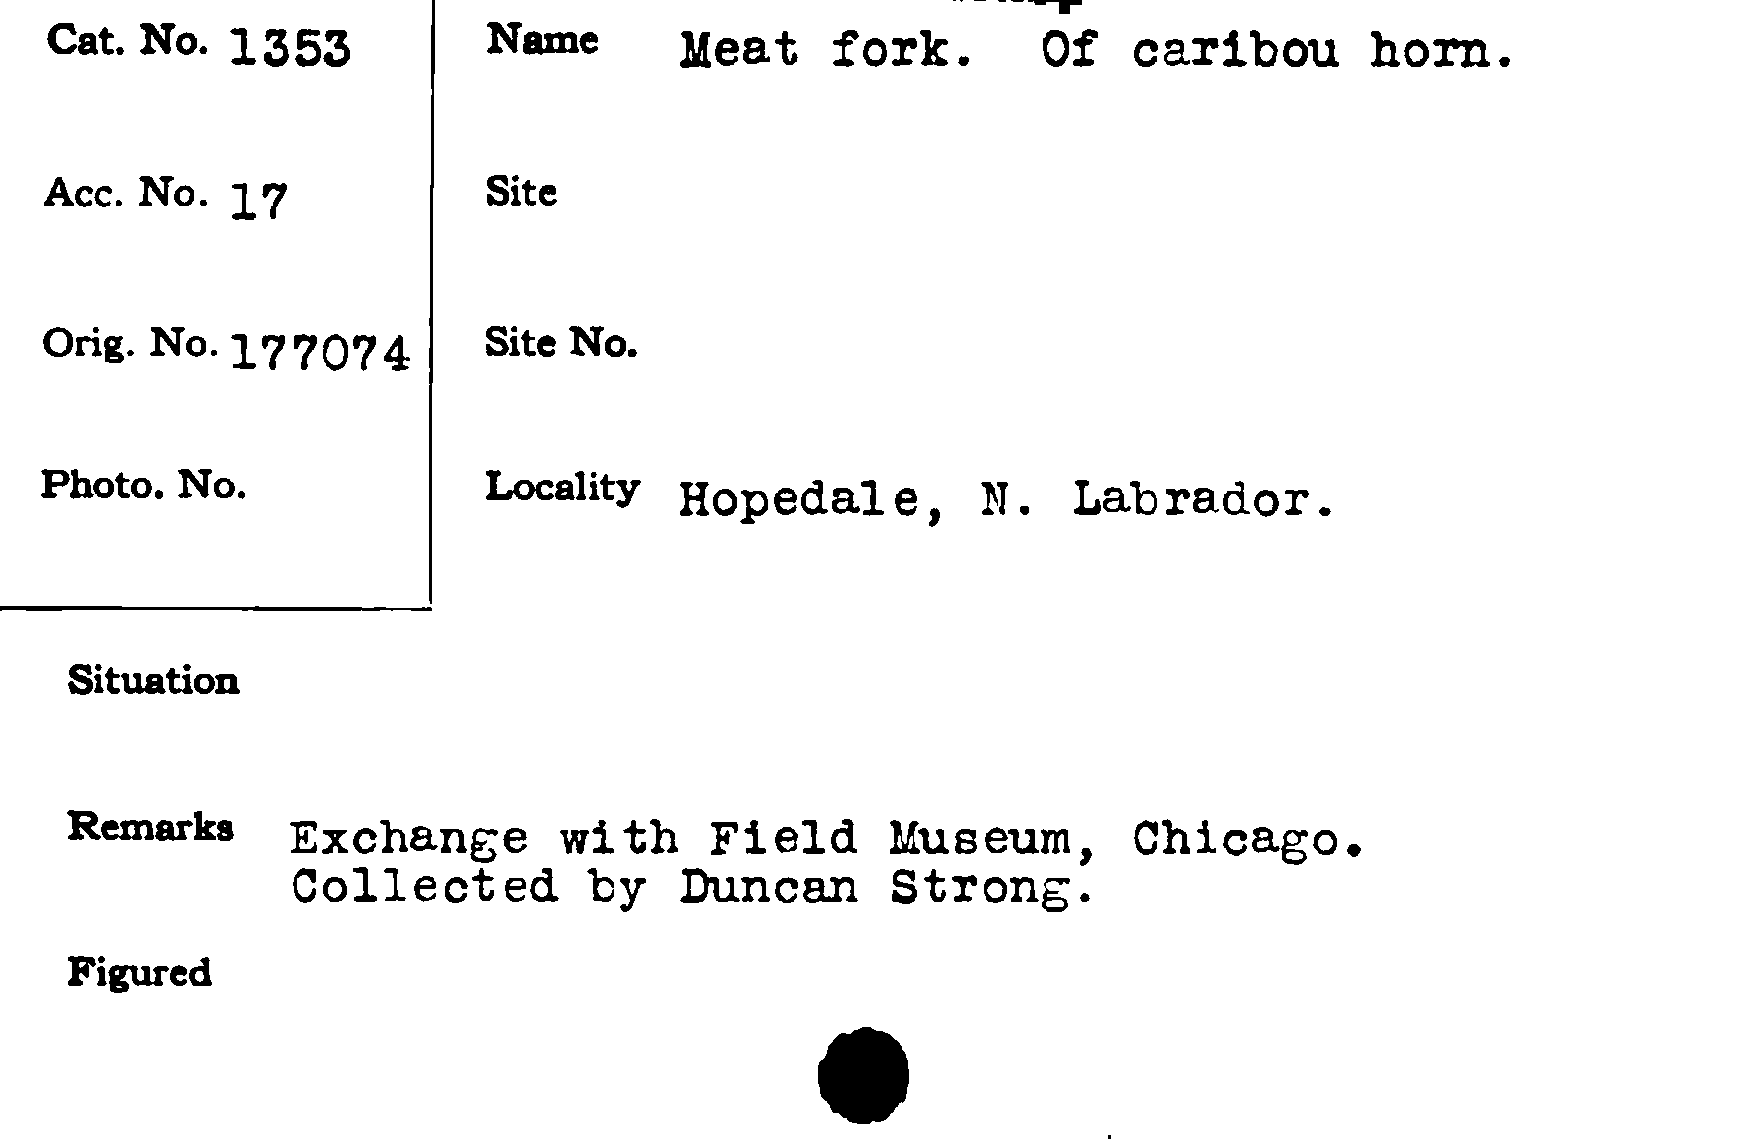 Cat. No. 1353
Name Meat fork. Of caribou horn.
Acc. No. 17
Site
Orig. No. 177074
Site No.
Photo. No.
Locality Hopedale, N. Labrador.
Situation
Remarks Exchange with Field Museum, Chicago.
Collected by Duncan Strong.
Figured